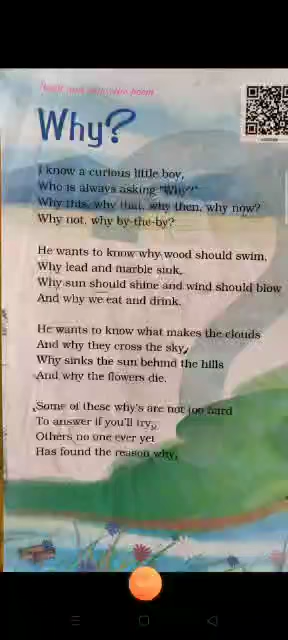 Read and enjoy the poem
Why?
I know a curious little boy,
Who is always asking "Why?"
Why this, why that, why then, why now?
Why not, why by-the-by?
He wants to know why wood should swim,
Why lead and marble sink,
Why sun should shine and wind should blow
And why we eat and drink.
He wants to know what makes the clouds
And why they cross the sky,
Why sinks the sun behind the hills
And why the flowers die.
Some of these why's are not too hard
To answer if you'll try,
Others no one ever yet
Has found the reason why.